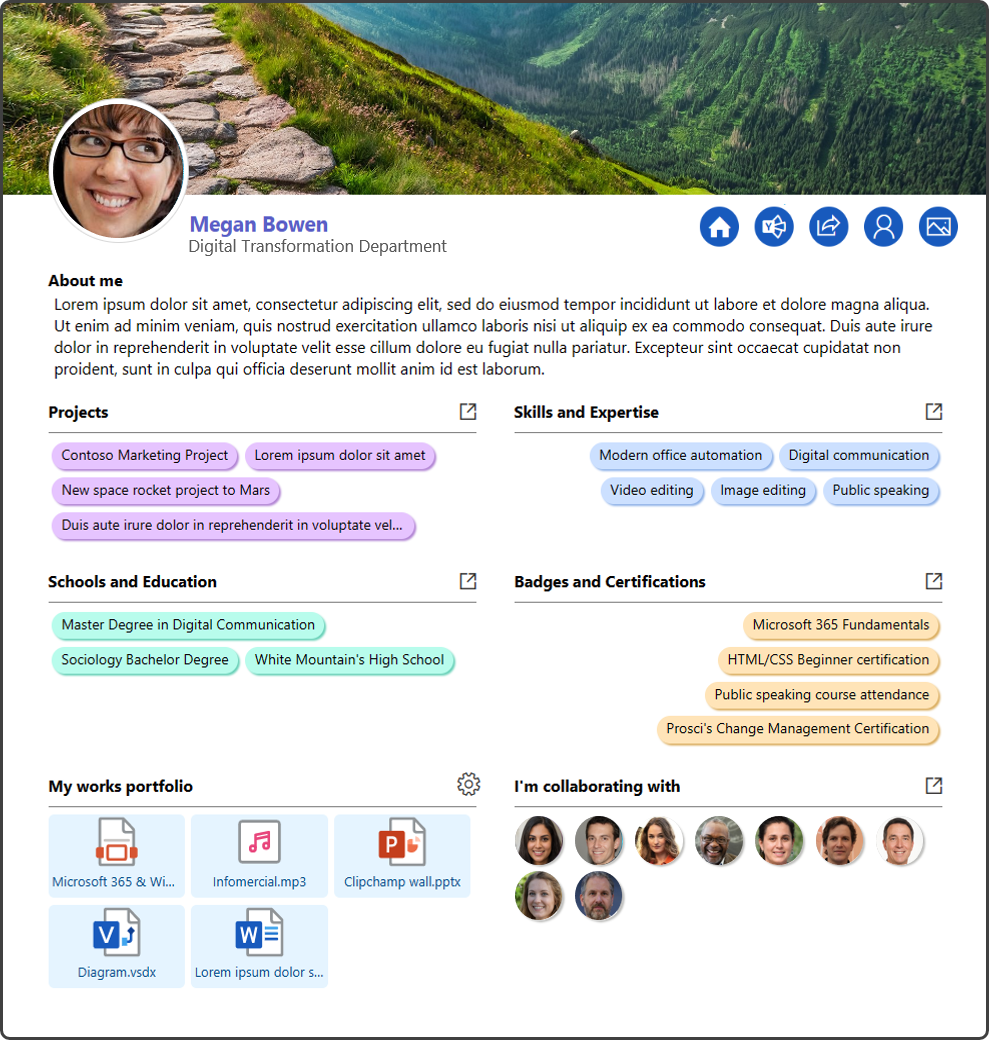 Megan Bowen
Digital Transformation Department
About me
Lorem ipsum dolor sit amet, consectetur adipiscing elit, sed do eiusmod tempor incididunt ut labore et dolore magna aliqua.
Ut enim ad minim veniam, quis nostrud exercitation ullamco laboris nisi ut aliquip ex ea commodo consequat. Duis aute irure
dolor in reprehenderit in voluptate velit esse cillum dolore eu fugiat nulla pariatur. Excepteur sint occaecat cupidatat non
proident, sunt in culpa qui officia deserunt mollit anim id est laborum.
Projects
Contoso Marketing Project
Lorem ipsum dolor sit amet
New space rocket project to Mars
Duis aute irure dolor in reprehenderit in voluptate vel...
Skills and Expertise
Modern office automation
Digital communication
Video editing
Image editing
Public speaking
Schools and Education
Master Degree in Digital Communication
Sociology Bachelor Degree
White Mountain's High School
Badges and Certifications
Microsoft 365 Fundamentals
HTML/CSS Beginner certification
Public speaking course attendance
Prosci's Change Management Certification
My works portfolio
Microsoft 365 & Wi...
Infomercial.mp3
P
Clipchamp wall.pptx
V
Diagram.vsdx
W
Lorem ipsum dolor s...
I'm collaborating with